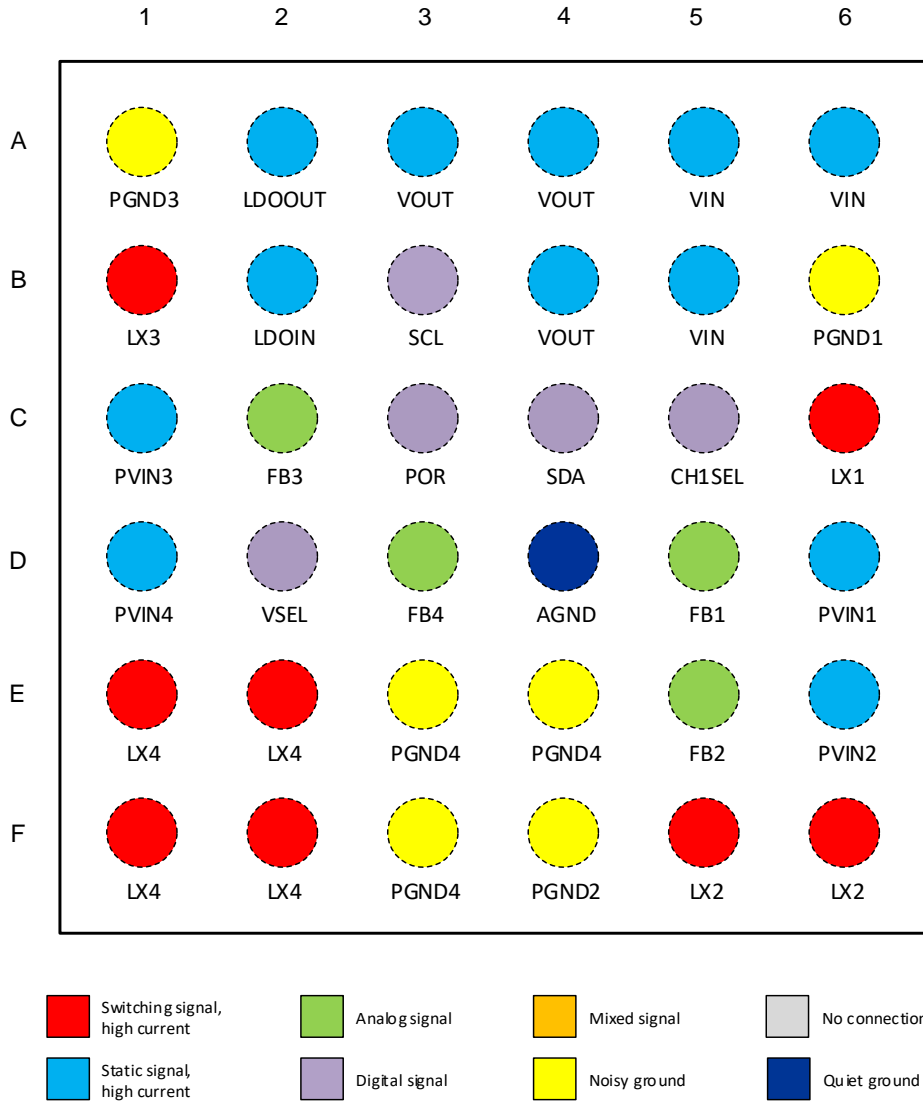 1 2 3 4 5 6
A
PGND3 LDOOUT VOUT VOUT VIN VIN
B
LX3 LDOIN SCL VOUT VIN PGND1
C
PVIN3 FB3 POR SDA CH1SEL LX1
D
PVIN4 VSEL FB4 AGND FB1 PVIN1
E
LX4 LX4 PGND4 PGND4 FB2 PVIN2
F
LX4 LX4 PGND4 PGND2 LX2 LX2
Switching signal,
high current
Analog signal
Mixed signal
No connection
Static signal,
high current
Digital signal
Noisy ground
Quiet ground